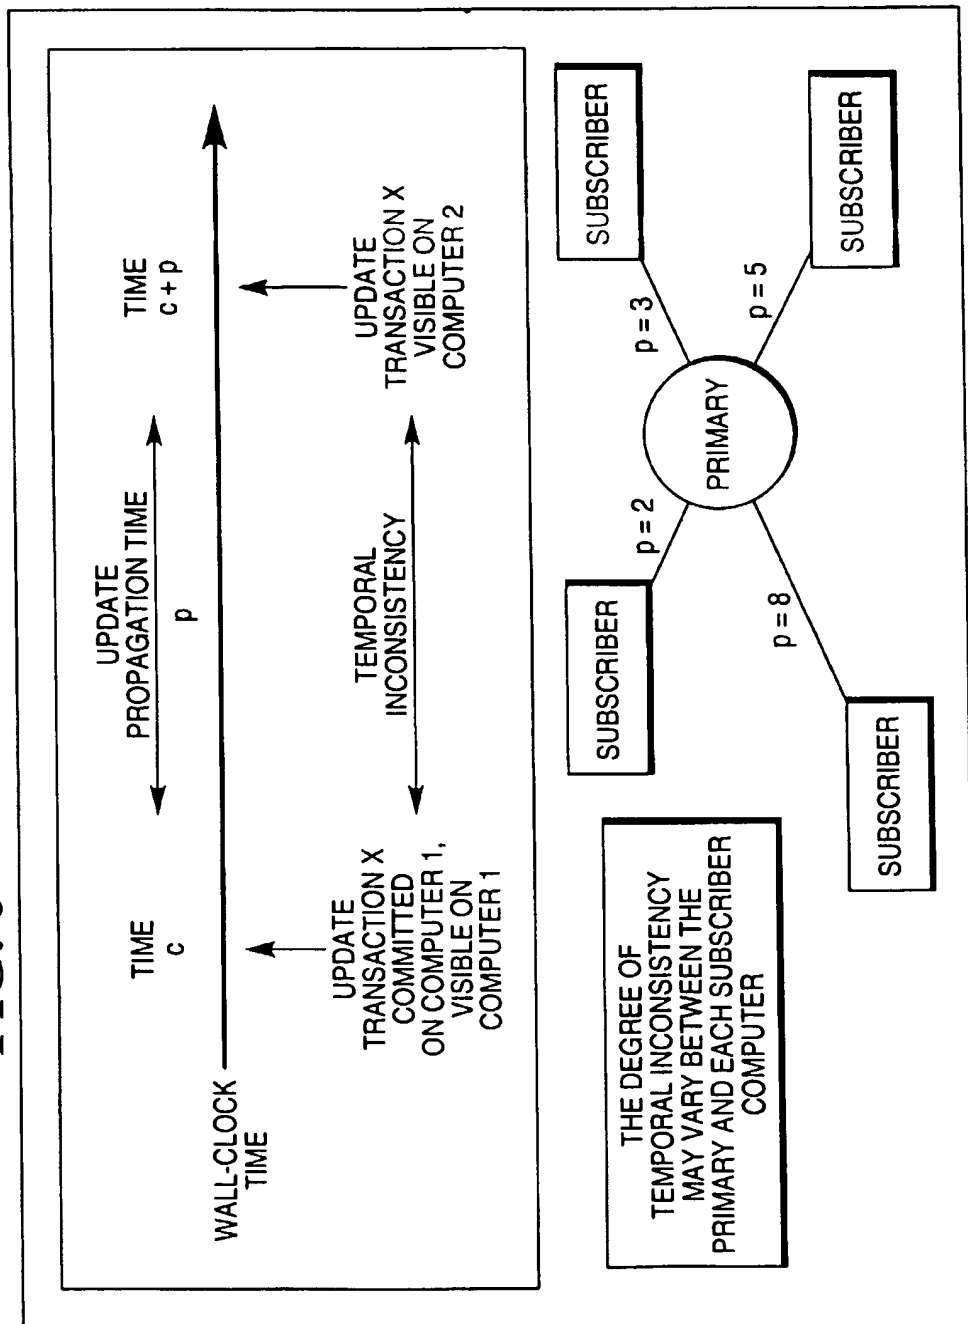 TIME
c
UPDATE
PROPAGATION TIME
p
TIME
c + p
WALL-CLOCK
TIME
UPDATE
TRANSACTION X
COMMITTED
ON COMPUTER 1,
VISIBLE ON
COMPUTER 1
TEMPORAL
INCONSISTENCY
UPDATE
TRANSACTION X
VISIBLE ON
COMPUTER 2
THE DEGREE OF
TEMPORAL INCONSISTENCY
MAY VARY BETWEEN THE
PRIMARY AND EACH SUBSCRIBER
COMPUTER
SUBSCRIBER
p = 2
p = 3
SUBSCRIBER
PRIMARY
p = 8
p = 5
SUBSCRIBER
SUBSCRIBER